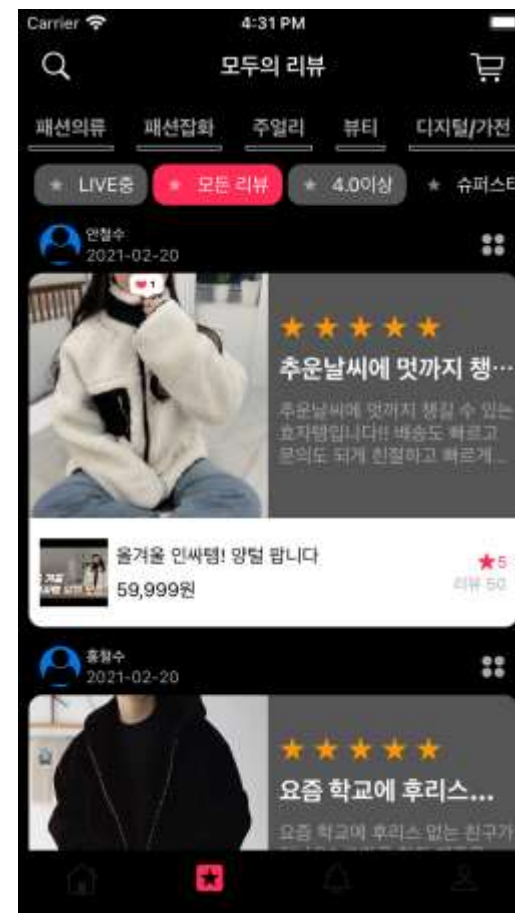 Carrier 4:31 PM
모두의 리뷰
패션의류 패션잡화 주얼리 뷰티 디지털/가전
★ LIVE중 ★ 모든 리뷰 ★ 4.0이상 ★ 슈퍼스타
안철수
2021-02-20
1
추운날씨에 멋까지 챙…
추운날씨에 멋까지 챙길 수 있는
효자템입니다!! 배송도 빠르고
문의도 되게 친절하고 빠르게...
올겨울 인싸템! 양털 팝니다
59,999원
★5
리뷰 50
홍철수
2021-02-20
요즘 학교에 후리스...
요즘 학교에 후리스 없는 친구가